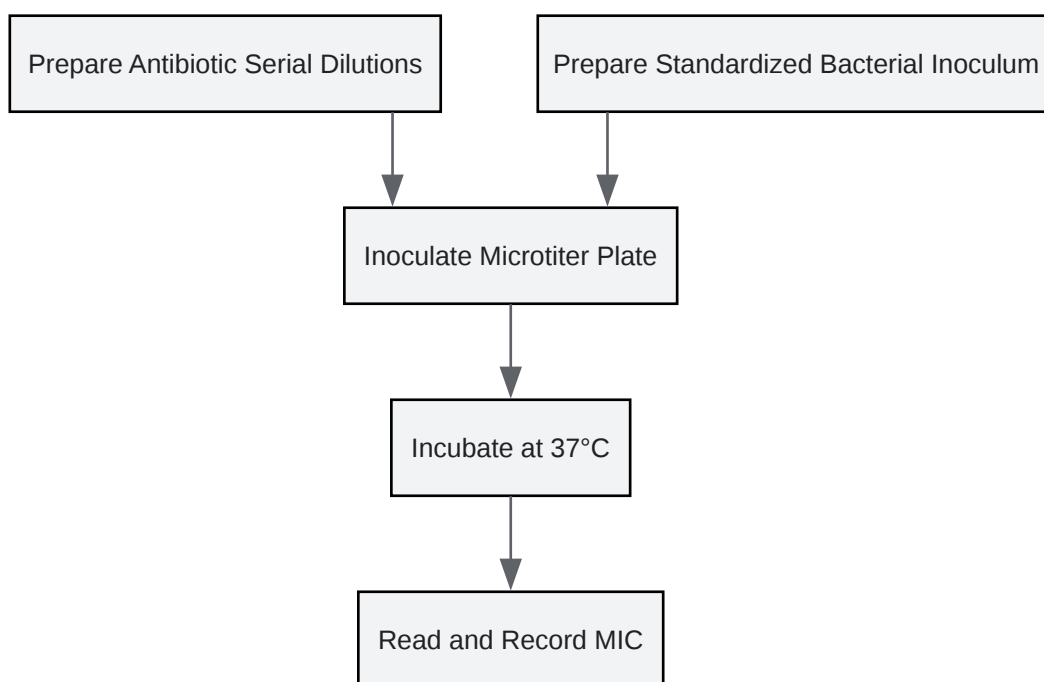 Prepare Antibiotic Serial Dilutions
Prepare Standardized Bacterial Inoculum
Inoculate Microtiter Plate
Incubate at 37°C
Read and Record MIC